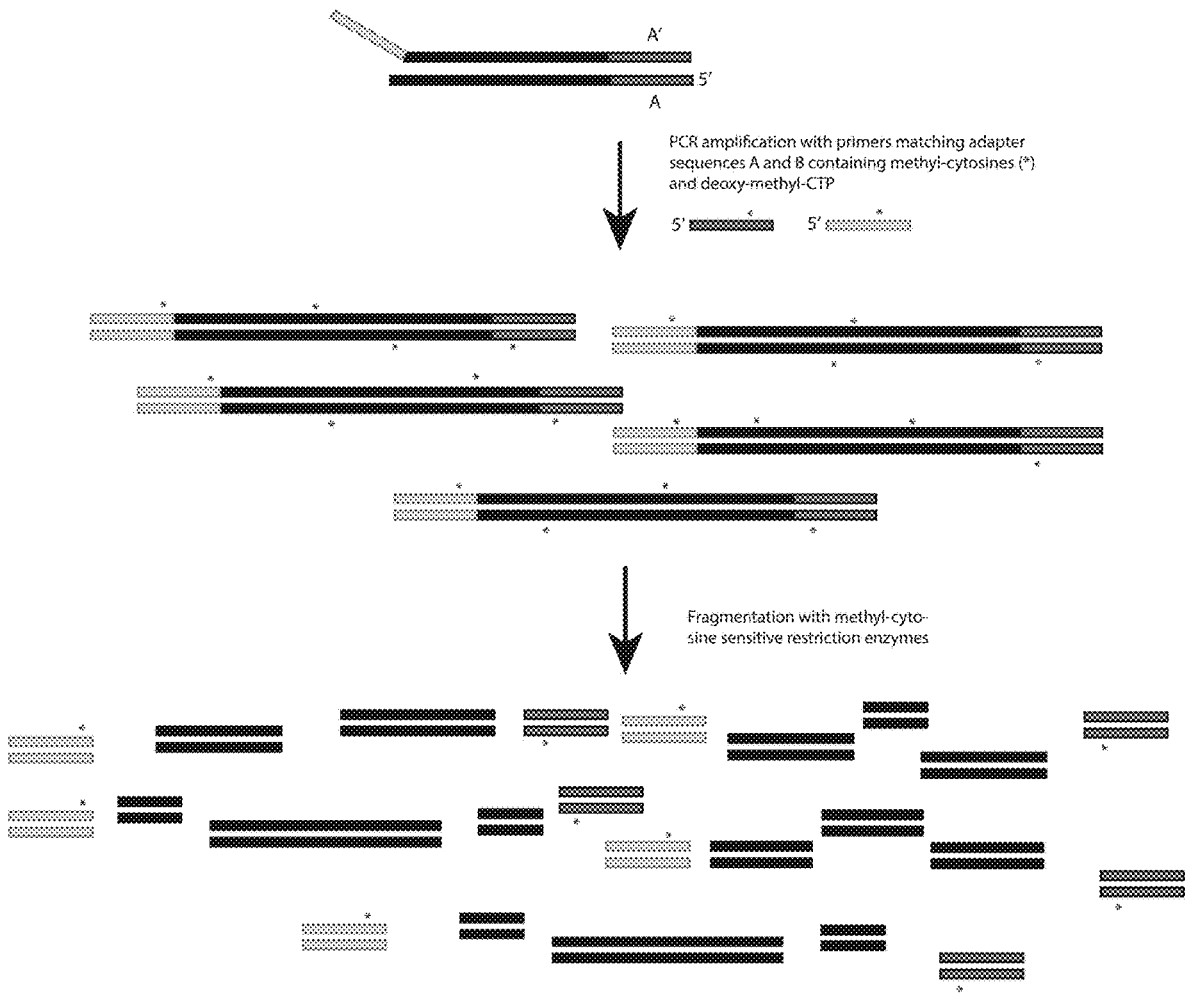 A'
5'
A
PCR amplification with primers matching adapter
sequences A and B containing methyl-cytosines (*)
and deoxy-methyl-CTP
5' 5'
Fragmentation with methyl-cyto-
sine sensitive restriction enzymes